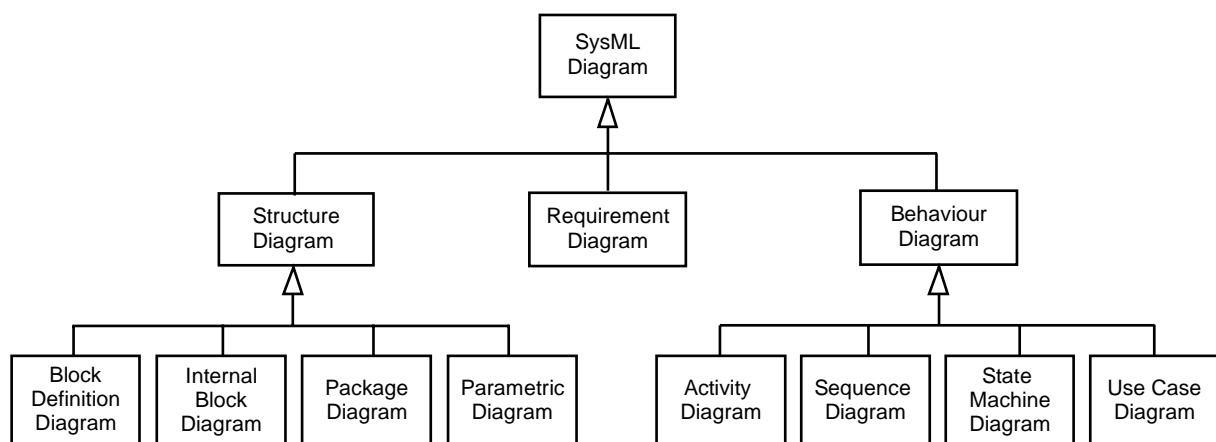 SysML
Diagram
Structure
Diagram
Requirement
Diagram
Behaviour
Diagram
Block
Definition
Diagram
Internal
Block
Diagram
Package
Diagram
Parametric
Diagram
Activity
Diagram
Sequence
Diagram
State
Machine
Diagram
Use Case
Diagram